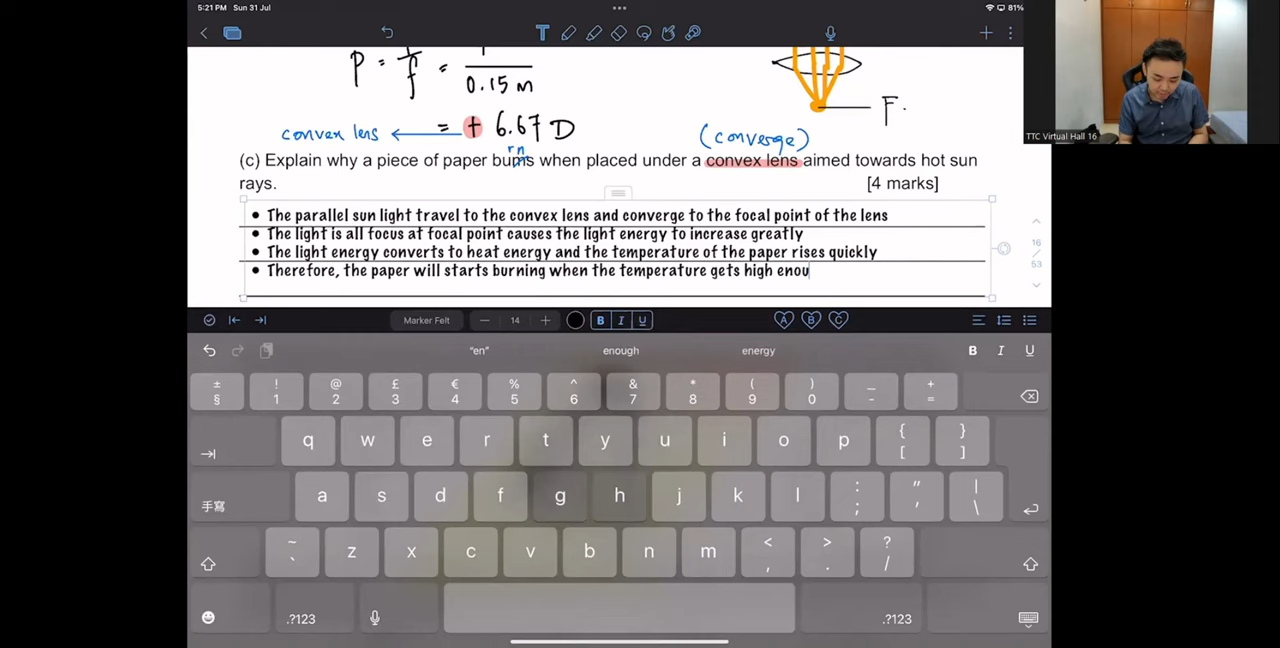 5:21 PM Sun 31 Jul
81%
P = 1/f = 1/0.15 m
= + 6.67 D
convex lens
F.
(converge)
rn
(c) Explain why a piece of paper burns when placed under a convex lens aimed towards hot sun
rays. [4 marks]
• The parallel sun light travel to the convex lens and converge to the focal point of the lens
• The light is all focus at focal point causes the light energy to increase greatly
• The light energy converts to heat energy and the temperature of the paper rises quickly
• Therefore, the paper will starts burning when the temperature gets high enou
16
/
53
TTC Virtual Hall 16
Marker Felt — 14 + B I U A B C
"en" enough energy B I U
± ! @ £ € % ^ & * ( ) _ +
§ 1 2 3 4 5 6 7 8 9 0 - =
q w e r t y u i o p { [ } ]
手寫 a s d f g h j k l : ; " ' | \
~ ` z x c v b n m < , > . ? /
.?123 .?123